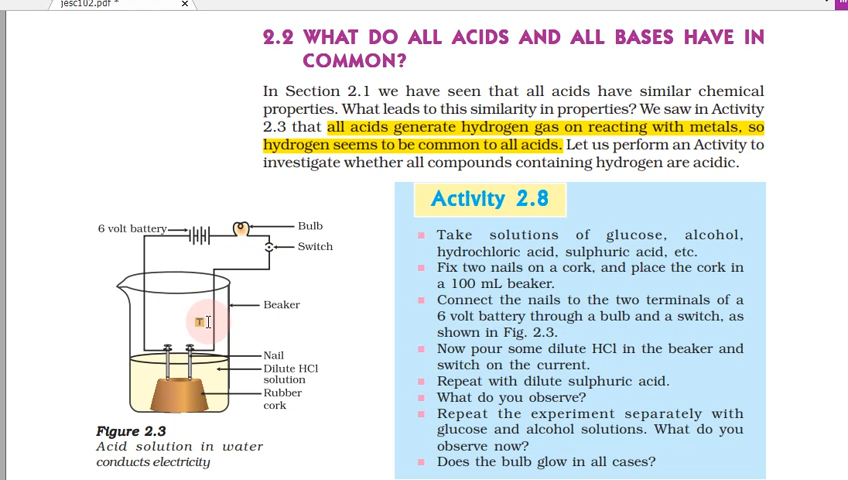 jesc102.pdf *
2.2 WHAT DO ALL ACIDS AND ALL BASES HAVE IN
COMMON?
In Section 2.1 we have seen that all acids have similar chemical
properties. What leads to this similarity in properties? We saw in Activity
2.3 that all acids generate hydrogen gas on reacting with metals, so
hydrogen seems to be common to all acids. Let us perform an Activity to
investigate whether all compounds containing hydrogen are acidic.
6 volt battery
Bulb
Switch
Beaker
T
Nail
Dilute HCl
solution
Rubber
cork
Figure 2.3
Acid solution in water
conducts electricity
Activity 2.8
Take solutions of glucose, alcohol,
hydrochloric acid, sulphuric acid, etc.
Fix two nails on a cork, and place the cork in
a 100 mL beaker.
Connect the nails to the two terminals of a
6 volt battery through a bulb and a switch, as
shown in Fig. 2.3.
Now pour some dilute HCl in the beaker and
switch on the current.
Repeat with dilute sulphuric acid.
What do you observe?
Repeat the experiment separately with
glucose and alcohol solutions. What do you
observe now?
Does the bulb glow in all cases?